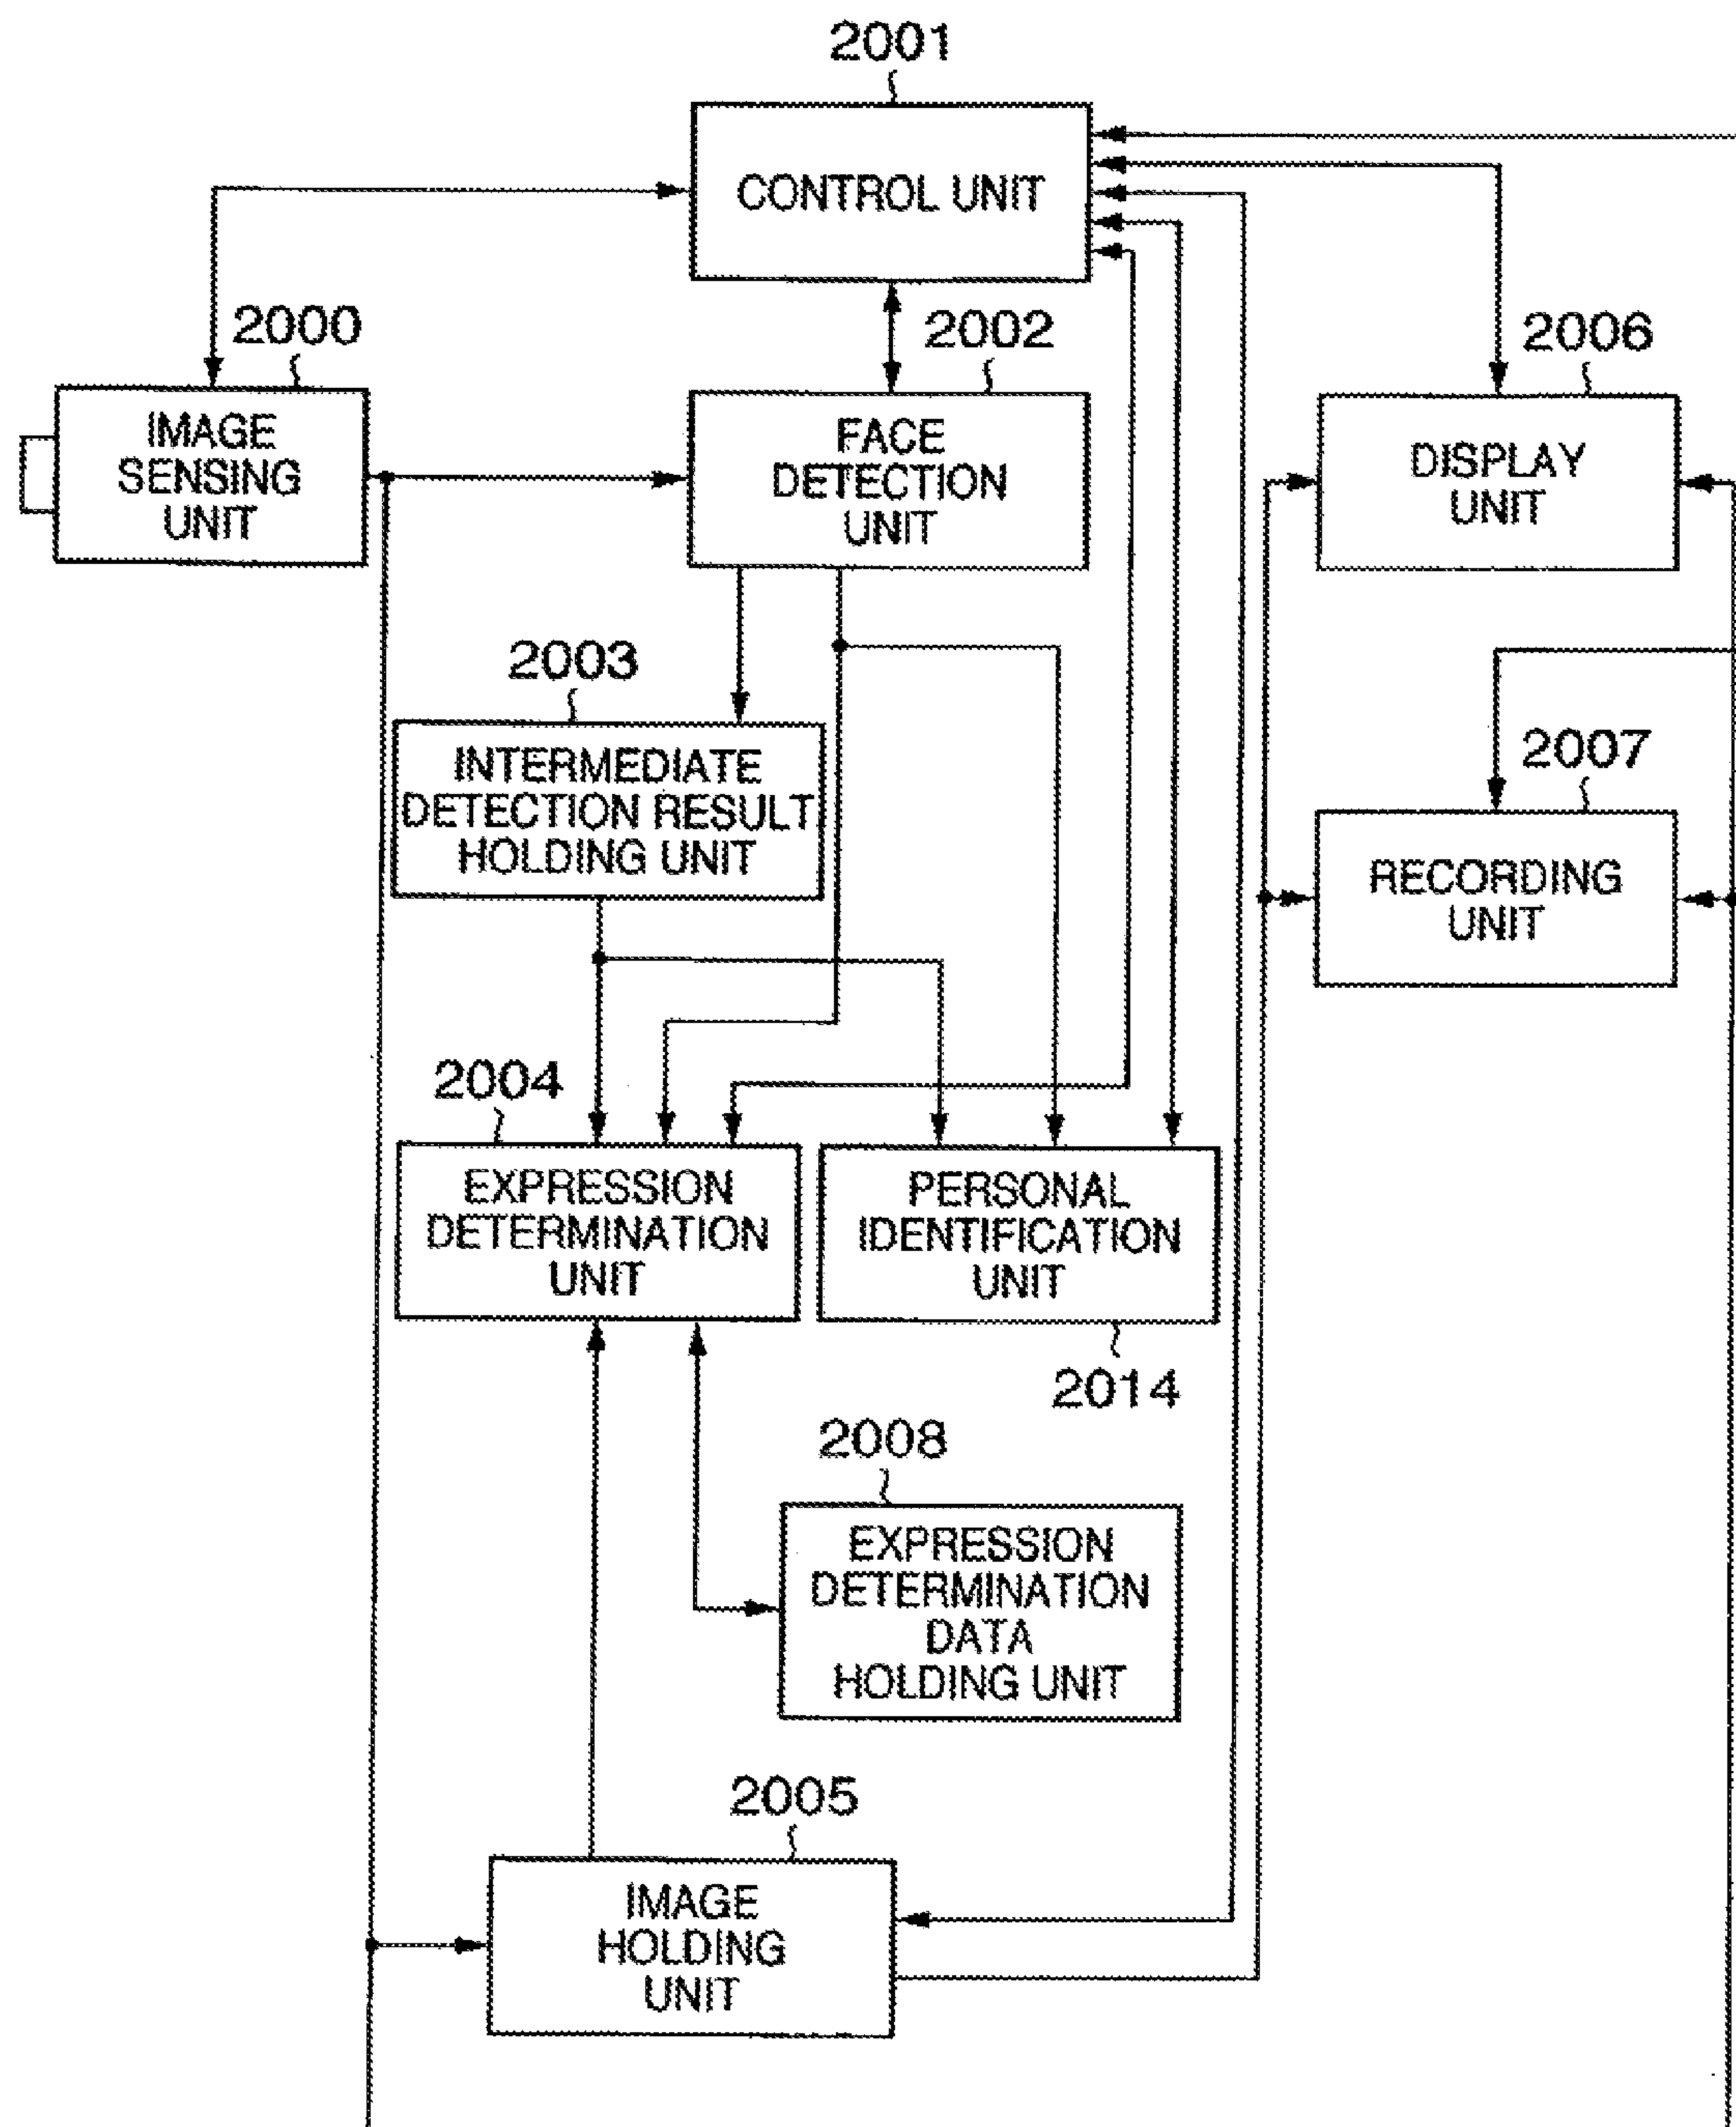 2001
CONTROL UNIT
2000
IMAGE
SENSING
UNIT
2002
FACE
DETECTION
UNIT
2006
DISPLAY
UNIT
2003
INTERMEDIATE
DETECTION RESULT
HOLDING UNIT
2007
RECORDING
UNIT
2004
EXPRESSION
DETERMINATION
UNIT
PERSONAL
IDENTIFICATION
UNIT
2014
2008
EXPRESSION
DETERMINATION
DATA
HOLDING UNIT
2005
IMAGE
HOLDING
UNIT